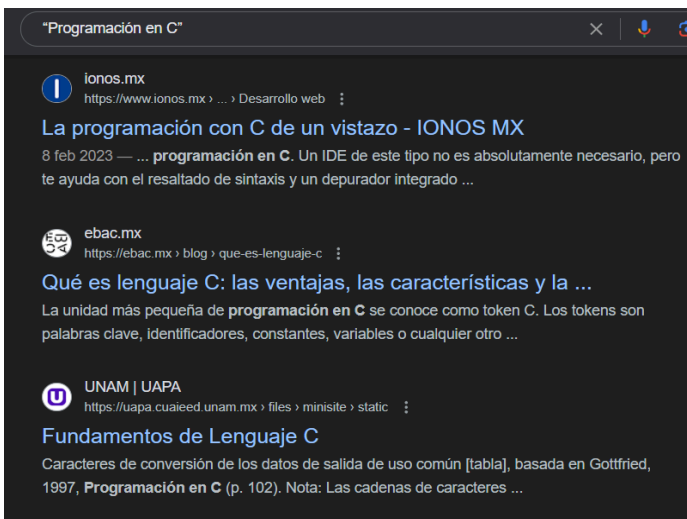 “Programación en C”
ionos.mx
https://www.ionos.mx › ... › Desarrollo web
La programación con C de un vistazo - IONOS MX
8 feb 2023 — ... programación en C. Un IDE de este tipo no es absolutamente necesario, pero
te ayuda con el resaltado de sintaxis y un depurador integrado ...
EBAC
ebac.mx
https://ebac.mx › blog › que-es-lenguaje-c
Qué es lenguaje C: las ventajas, las características y la ...
La unidad más pequeña de programación en C se conoce como token C. Los tokens son
palabras clave, identificadores, constantes, variables o cualquier otro ...
UNAM | UAPA
https://uapa.cuaieed.unam.mx › files › minisite › static
Fundamentos de Lenguaje C
Caracteres de conversión de los datos de salida de uso común [tabla], basada en Gottfried,
1997, Programación en C (p. 102). Nota: Las cadenas de caracteres ...